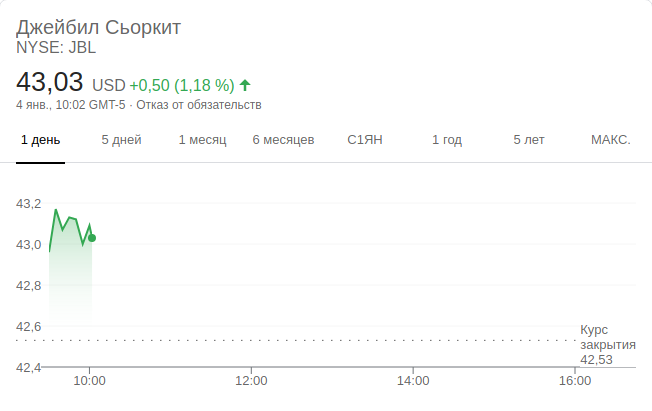 Джейбил Сьоркит
NYSE: JBL
43,03 USD +0,50 (1,18 %)
4 янв., 10:02 GMT-5 · Отказ от обязательств
1 день 5 дней 1 месяц 6 месяцев С1ЯН 1 год 5 лет МАКС.
43,2
43,0
42,8
42,6
Курс
закрытия
42,53
42,4
10:00 12:00 14:00 16:00